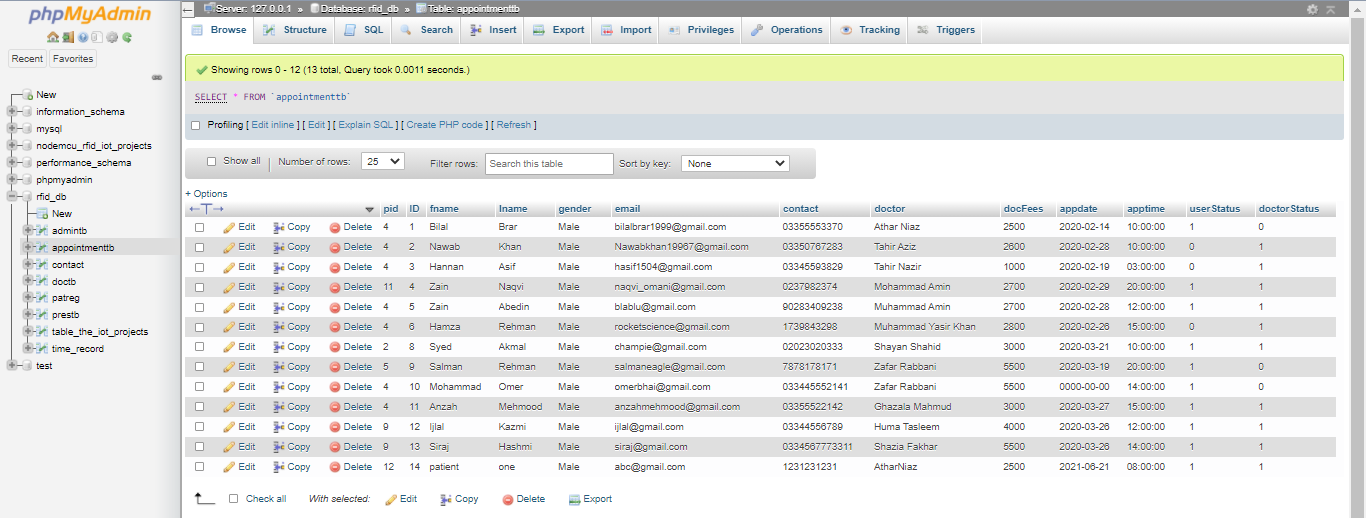 phpMyAdmin
Recent Favorites
New
information_schema
mysql
nodemcu_rfid_iot_projects
performance_schema
phpmyadmin
rfid_db
New
admintb
appointmenttb
contact
doctb
patreg
prestb
table_the_iot_projects
time_record
test
Server: 127.0.0.1 » Database: rfid_db » Table: appointmenttb
Browse Structure SQL Search Insert Export Import Privileges Operations Tracking Triggers
Showing rows 0 - 12 (13 total, Query took 0.0011 seconds.)
SELECT * FROM `appointmenttb`
Profiling [ Edit inline ] [ Edit ] [ Explain SQL ] [ Create PHP code ] [ Refresh ]
Show all Number of rows: 25 Filter rows: Search this table Sort by key: None
+ Options
pid ID fname lname gender email contact doctor docFees appdate apptime userStatus doctorStatus
Edit Copy Delete 4 1 Bilal Brar Male bilalbrar1999@gmail.com 03355553370 Athar Niaz 2500 2020-02-14 10:00:00 1 0
Edit Copy Delete 4 2 Nawab Khan Male Nawabkhan19967@gmail.com 03350767283 Tahir Aziz 2600 2020-02-28 10:00:00 0 1
Edit Copy Delete 4 3 Hannan Asif Male hasif1504@gmail.com 03345593829 Tahir Nazir 1000 2020-02-19 03:00:00 0 1
Edit Copy Delete 11 4 Zain Naqvi Male naqvi_omani@gmail.com 0237982374 Mohammad Amin 2700 2020-02-29 20:00:00 1 1
Edit Copy Delete 4 5 Zain Abedin Male blablu@gmail.com 90283409238 Muhammad Amin 2700 2020-02-28 12:00:00 1 1
Edit Copy Delete 4 6 Hamza Rehman Male rocketscience@gmail.com 1739843298 Muhammad Yasir Khan 2800 2020-02-26 15:00:00 0 1
Edit Copy Delete 2 8 Syed Akmal Male champie@gmail.com 02023020333 Shayan Shahid 3000 2020-03-21 10:00:00 1 1
Edit Copy Delete 5 9 Salman Rehman Male salmaneagle@gmail.com 7878178171 Zafar Rabbani 5500 2020-03-19 20:00:00 1 0
Edit Copy Delete 4 10 Mohammad Omer Male omerbhai@gmail.com 033445552141 Zafar Rabbani 5500 0000-00-00 14:00:00 1 0
Edit Copy Delete 4 11 Anzah Mehmood Male anzahmehmood@gmail.com 03355522142 Ghazala Mahmud 3000 2020-03-27 15:00:00 1 1
Edit Copy Delete 9 12 Ijlal Kazmi Male ijlal@gmail.com 03344556789 Huma Tasleem 4000 2020-03-26 12:00:00 1 1
Edit Copy Delete 9 13 Siraj Hashmi Male siraj@gmail.com 0334567773311 Shazia Fakhar 5500 2020-03-26 14:00:00 1 1
Edit Copy Delete 12 14 patient one Male abc@gmail.com 1231231231 AtharNiaz 2500 2021-06-21 08:00:00 1 1
Check all With selected: Edit Copy Delete Export